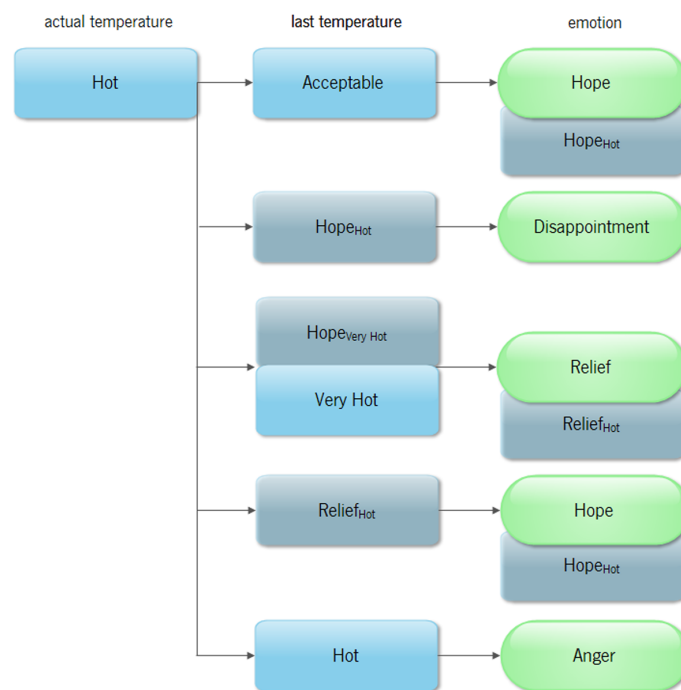 actual temperature
last temperature
emotion
Hot
Acceptable
Hope
HopeHot
HopeHot
Disappointment
HopeVery Hot
Very Hot
Relief
ReliefHot
ReliefHot
Hope
HopeHot
Hot
Anger